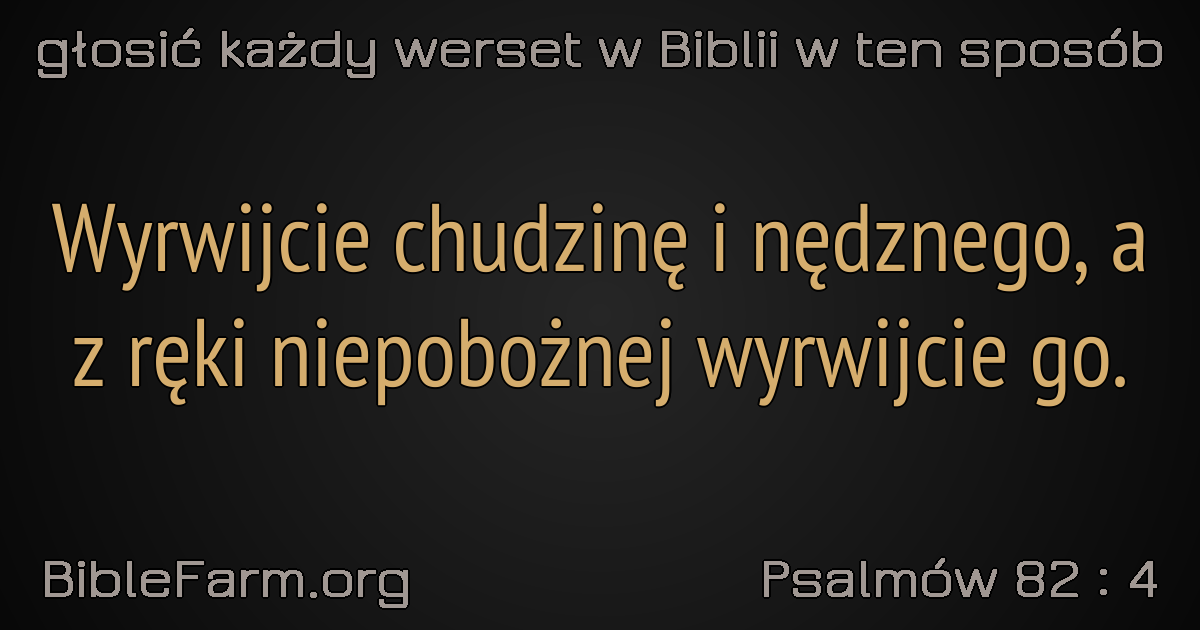 głosić każdy werset w Biblii w ten sposób
Wyrwijcie chudzinę i nędznego, a
z ręki niepobożnej wyrwijcie go.
BibleFarm.org
Psalmów 82 : 4